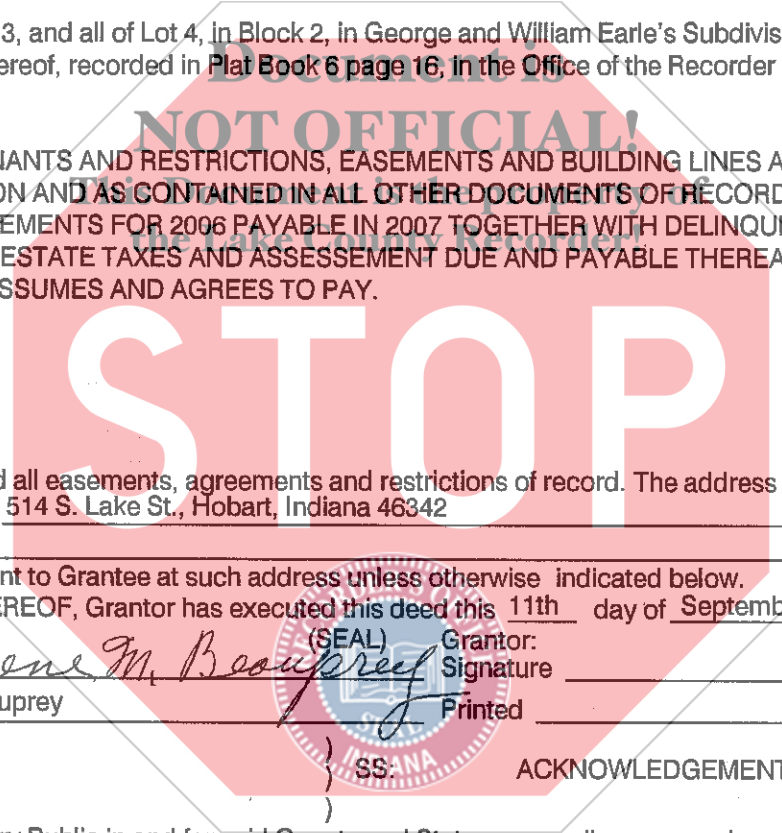 3, and all of Lot 4, in Block 2, in George and William Earle's Subdivis
ereof, recorded in Plat Book 6 page 16, in the Office of the Recorder
Document is
NOT OFFICIAL!
This Document is the property of
the Lake County Recorder!
NANTS AND RESTRICTIONS, EASEMENTS AND BUILDING LINES A
ON AND AS CONTAINED IN ALL OTHER DOCUMENTS OF RECORD
EMENTS FOR 2006 PAYABLE IN 2007 TOGETHER WITH DELINQU
ESTATE TAXES AND ASSESSEMENT DUE AND PAYABLE THEREA
SSUMES AND AGREES TO PAY.
STOP
d all easements, agreements and restrictions of record. The address
514 S. Lake St., Hobart, Indiana 46342
nt to Grantee at such address unless otherwise indicated below.
EREOF, Grantor has executed this deed this 11th day of Septemb
(SEAL) Grantor:
ene M. Beauprey Signature
uprey Printed
SEAL
INDIANA
) SS: ACKNOWLEDGEMENT
)